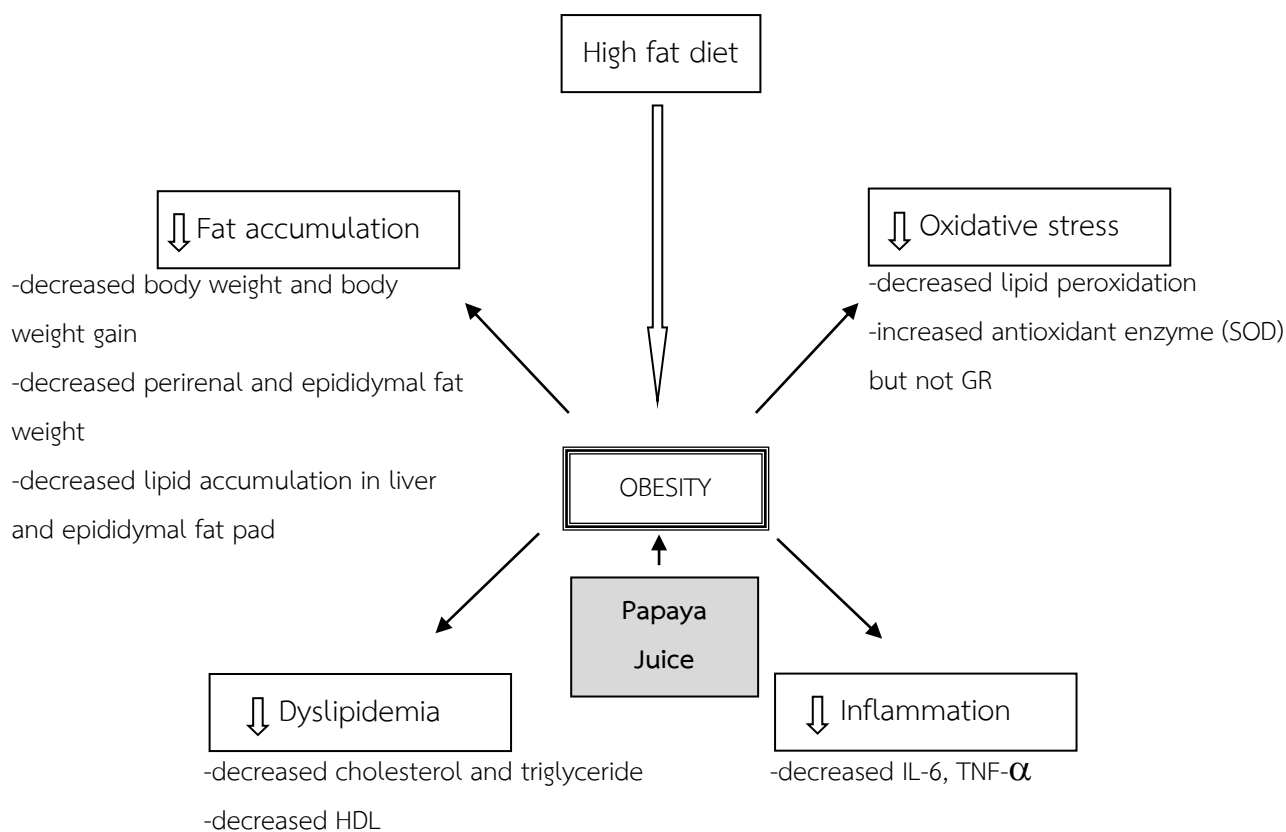 High fat diet
Fat accumulation
-decreased body weight and body
weight gain
-decreased perirenal and epididymal fat
weight
-decreased lipid accumulation in liver
and epididymal fat pad
Oxidative stress
-decreased lipid peroxidation
-increased antioxidant enzyme (SOD)
but not GR
OBESITY
Papaya
Juice
Dyslipidemia
-decreased cholesterol and triglyceride
-decreased HDL
Inflammation
-decreased IL-6, TNF-α